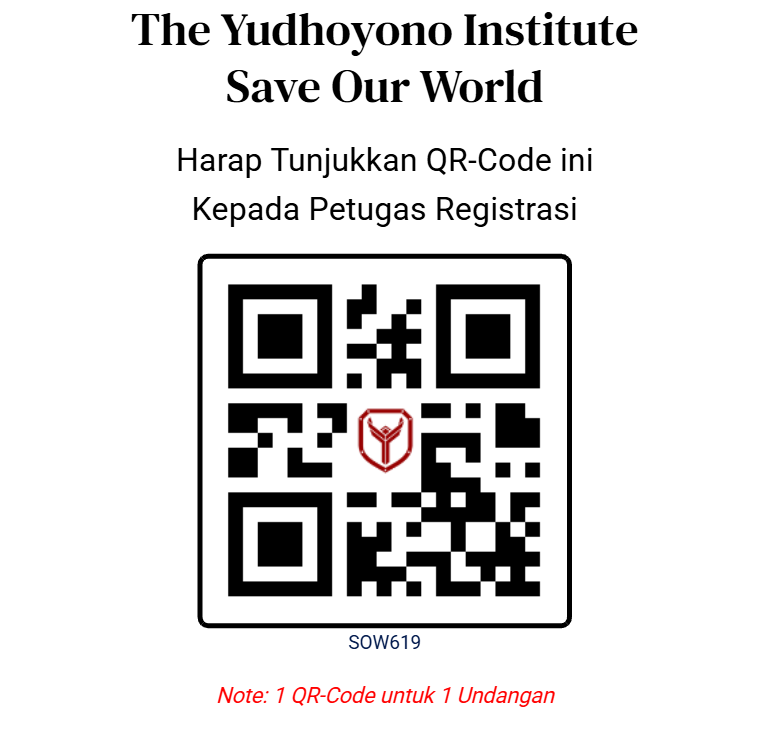 The Yudhoyono Institute
Save Our World
Harap Tunjukkan QR-Code ini
Kepada Petugas Registrasi
SOW619
Note: 1 QR-Code untuk 1 Undangan